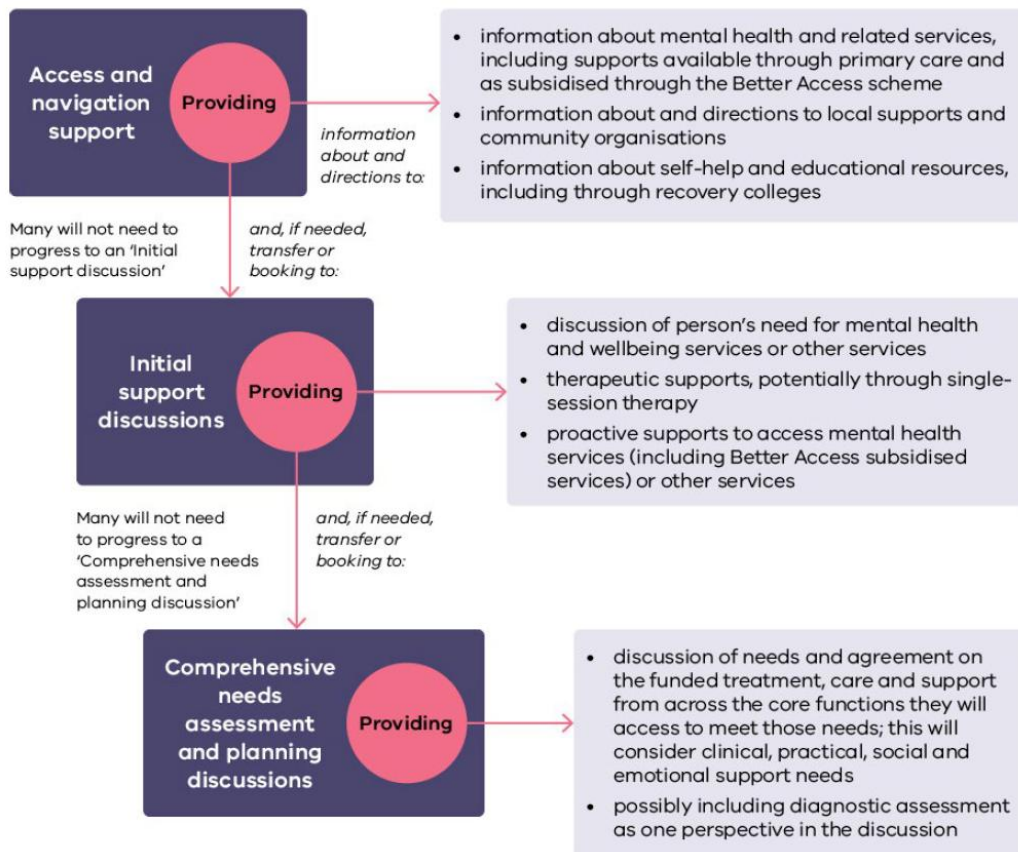 Access and
navigation
support
Providing
information
about and
directions to:
• information about mental health and related services,
including supports available through primary care and
as subsidised through the Better Access scheme
• information about and directions to local supports and
community organisations
• information about self-help and educational resources,
including through recovery colleges
Many will not need to
progress to an ‘Initial
support discussion’
and, if needed,
transfer or
booking to:
Initial
support
discussions
Providing
• discussion of person’s need for mental health
and wellbeing services or other services
• therapeutic supports, potentially through single-
session therapy
• proactive supports to access mental health
services (including Better Access subsidised
services) or other services
Many will not need
to progress to a
‘Comprehensive needs
assessment and
planning discussion’
and, if needed,
transfer or
booking to:
Comprehensive
needs
assessment
and planning
discussions
Providing
• discussion of needs and agreement on
the funded treatment, care and support
from across the core functions they will
access to meet those needs; this will
consider clinical, practical, social and
emotional support needs
• possibly including diagnostic assessment
as one perspective in the discussion